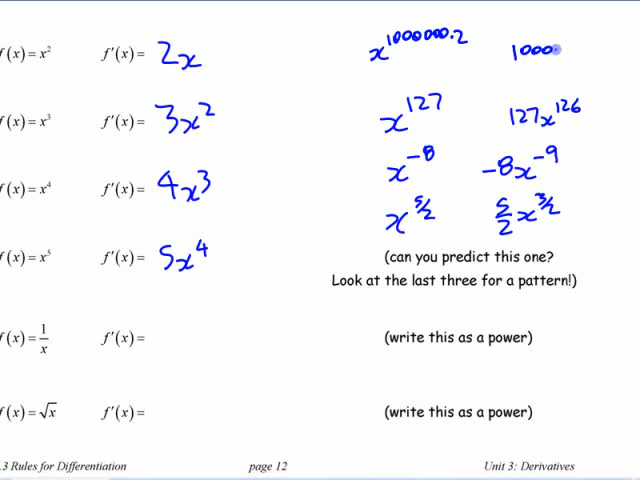 f(x) = x² f′(x) = 2x x^1000000.2 1000
f(x) = x³ f′(x) = 3x² x^127 127x^126
x^-8 -8x^-9
f(x) = x⁴ f′(x) = 4x³
x^5/2 5/2 x^3/2
f(x) = x⁵ f′(x) = 5x⁴ (can you predict this one?
Look at the last three for a pattern!)
f(x) = 1/x f′(x) = (write this as a power)
f(x) = √x f′(x) = (write this as a power)
.3 Rules for Differentiation page 12 Unit 3: Derivatives